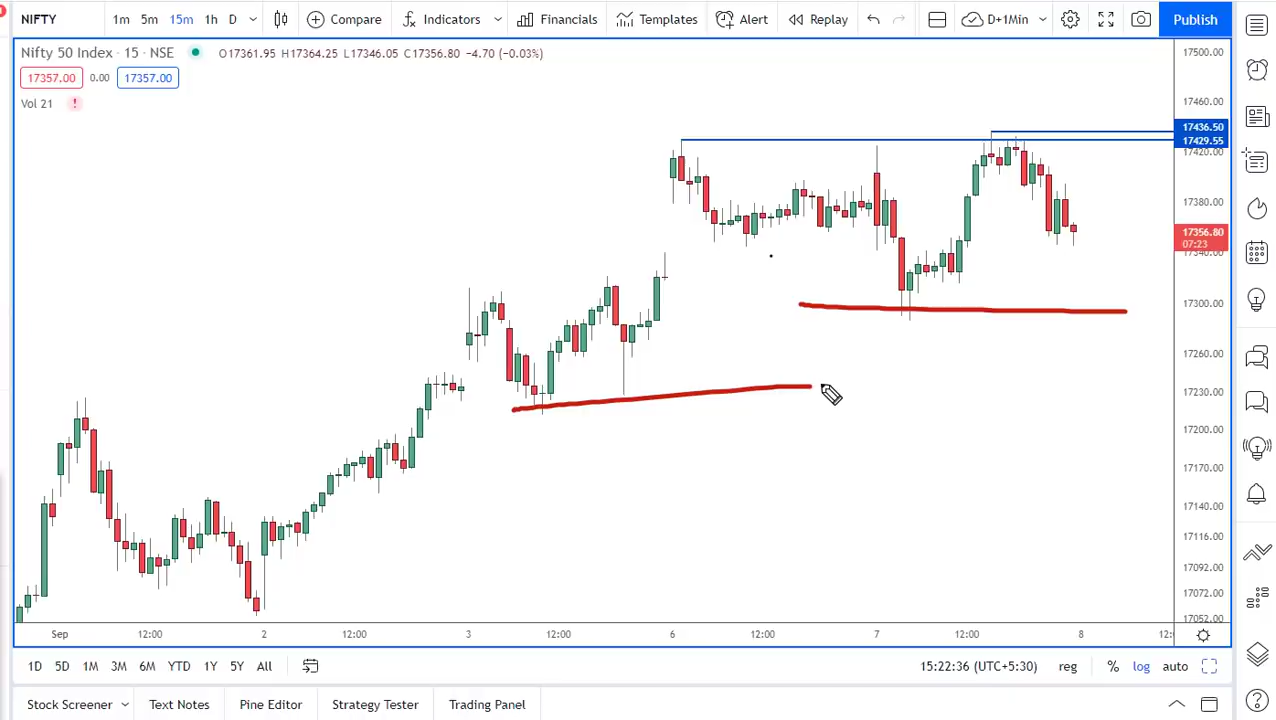 NIFTY 1m 5m 15m 1h D Compare Indicators Financials Templates Alert Replay D+1Min Publish
Nifty 50 Index · 15 · NSE O17361.95 H17364.25 L17346.05 C17356.80 -4.70 (-0.03%)
17357.00 0.00 17357.00
Vol 21 !
17500.00
17460.00
17436.50
17429.55
17420.00
17380.00
17356.80
07:23
17340.00
17300.00
17260.00
17230.00
17200.00
17170.00
17140.00
17116.00
17092.00
17072.00
17052.00
Sep 12:00 2 12:00 3 12:00 6 12:00 7 12:00 8 12:
1D 5D 1M 3M 6M YTD 1Y 5Y All 15:22:36 (UTC+5:30) reg % log auto
Stock Screener Text Notes Pine Editor Strategy Tester Trading Panel